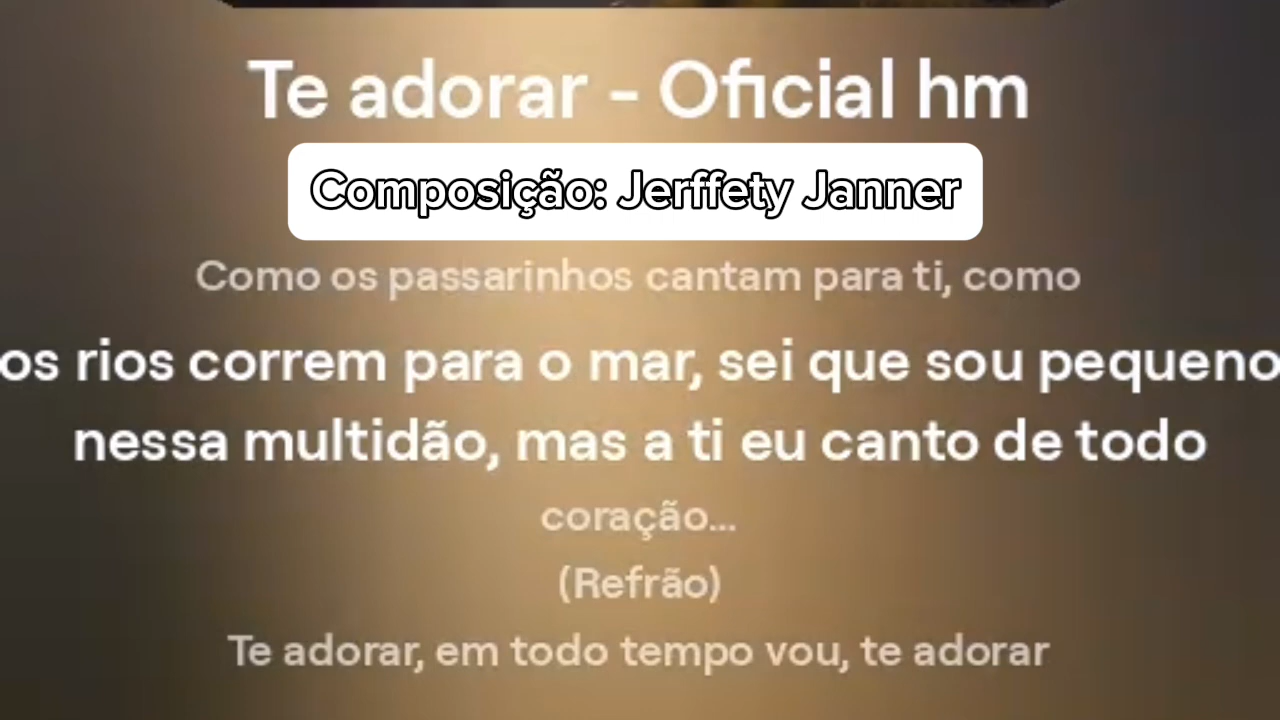 Te adorar - Oficial hm
Composição: Jerffety Janner
Como os passarinhos cantam para ti, como
os rios correm para o mar, sei que sou pequeno
nessa multidão, mas a ti eu canto de todo
coração...
(Refrão)
Te adorar, em todo tempo vou, te adorar